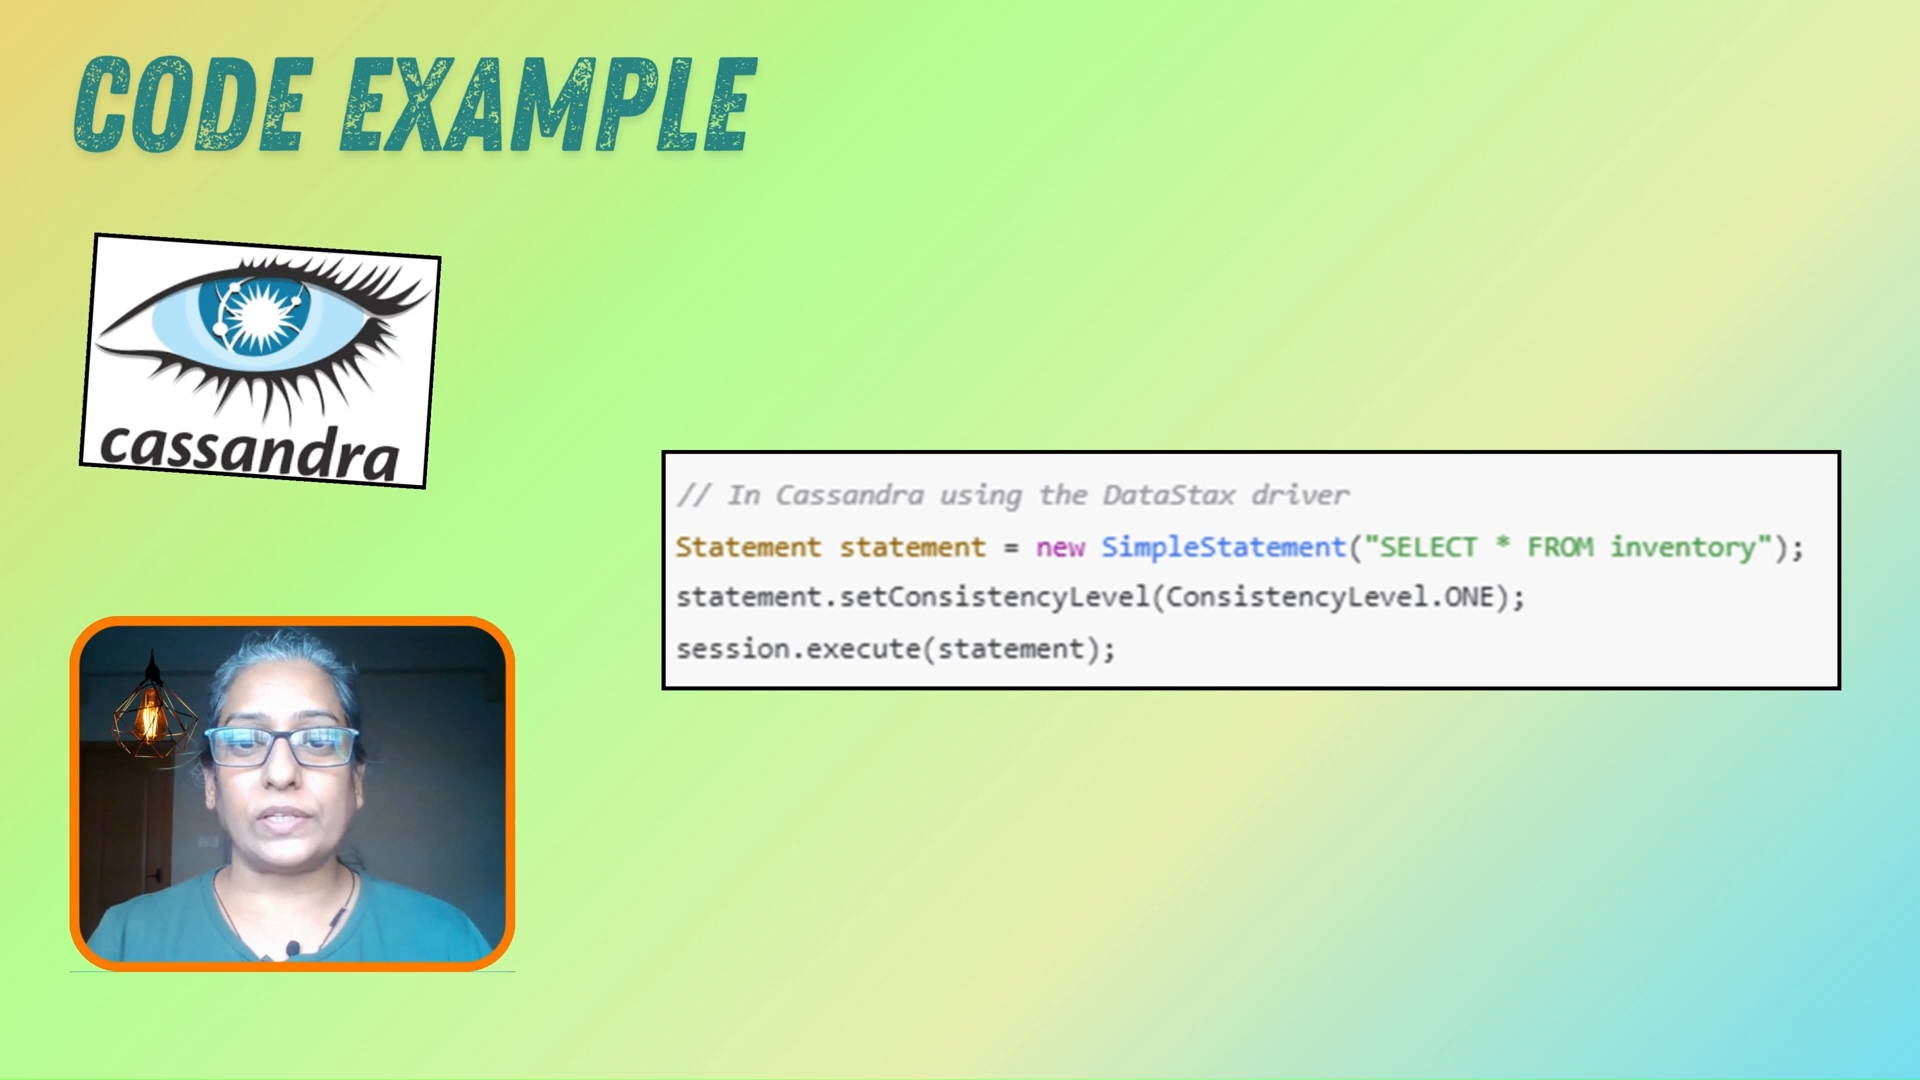 CODE EXAMPLE
cassandra
// In Cassandra using the DataStax driver
Statement statement = new SimpleStatement("SELECT * FROM inventory");
statement.setConsistencyLevel(ConsistencyLevel.ONE);
session.execute(statement);